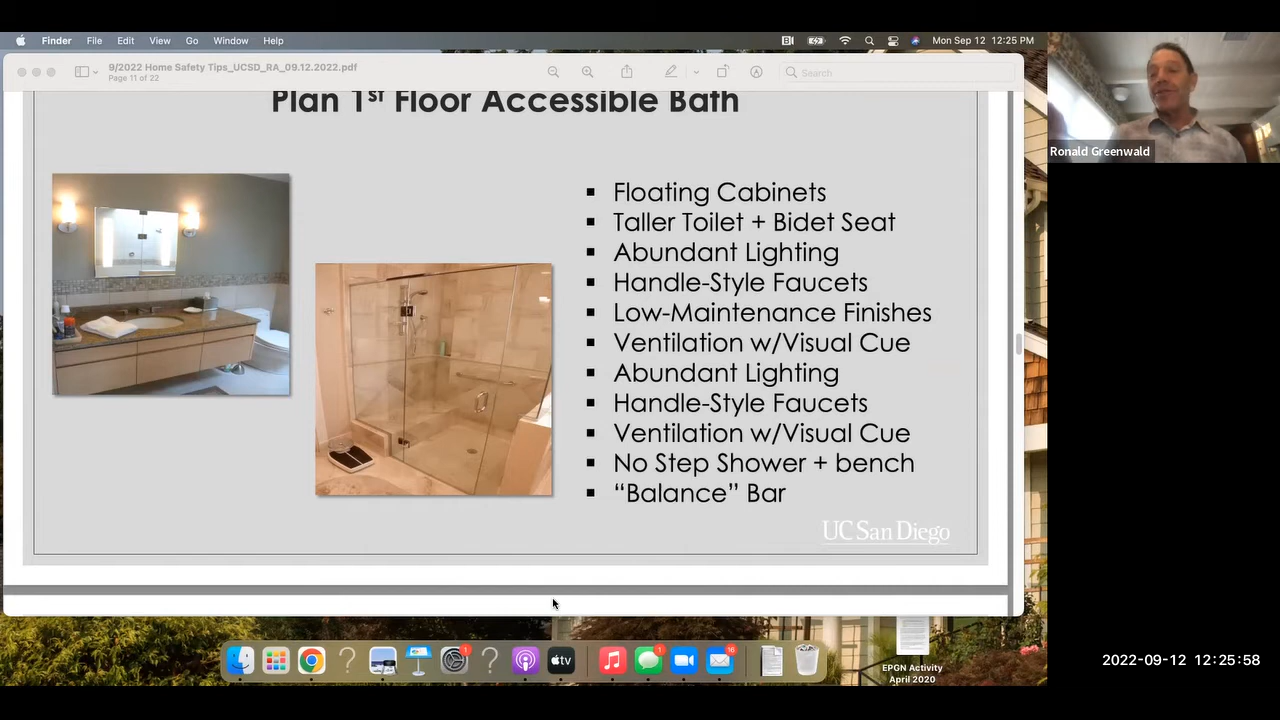 Finder File Edit View Go Window Help
Mon Sep 12 12:25 PM
9/2022 Home Safety Tips_UCSD_RA_09.12.2022.pdf
Page 11 of 22
Search
Plan 1st Floor Accessible Bath
▪ Floating Cabinets
▪ Taller Toilet + Bidet Seat
▪ Abundant Lighting
▪ Handle-Style Faucets
▪ Low-Maintenance Finishes
▪ Ventilation w/Visual Cue
▪ Abundant Lighting
▪ Handle-Style Faucets
▪ Ventilation w/Visual Cue
▪ No Step Shower + bench
▪ “Balance” Bar
UC San Diego
Ronald Greenwald
1
1
16
tv
EPGN Activity
April 2020
2022-09-12 12:25:58